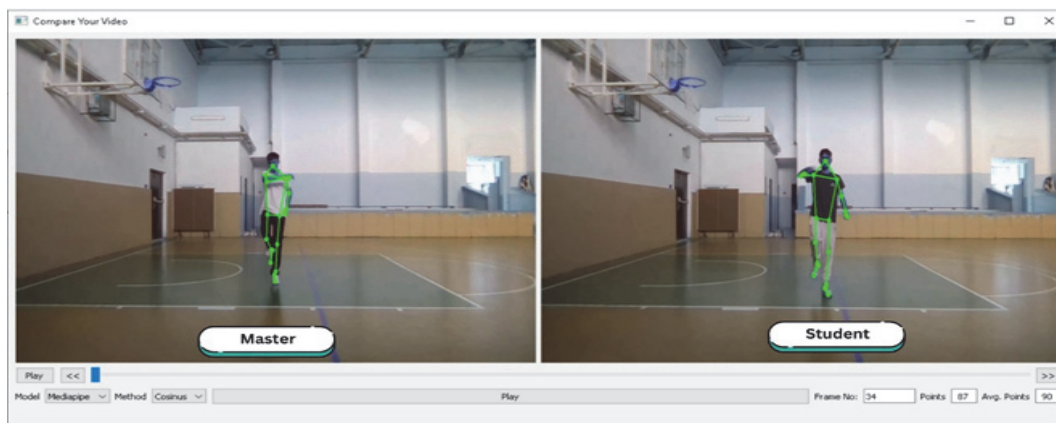 Compare Your Video
Master
Student
Play << >>
Model Mediapipe Method Cosinus Play Frame No: 34 Points 87 Avg. Points 90